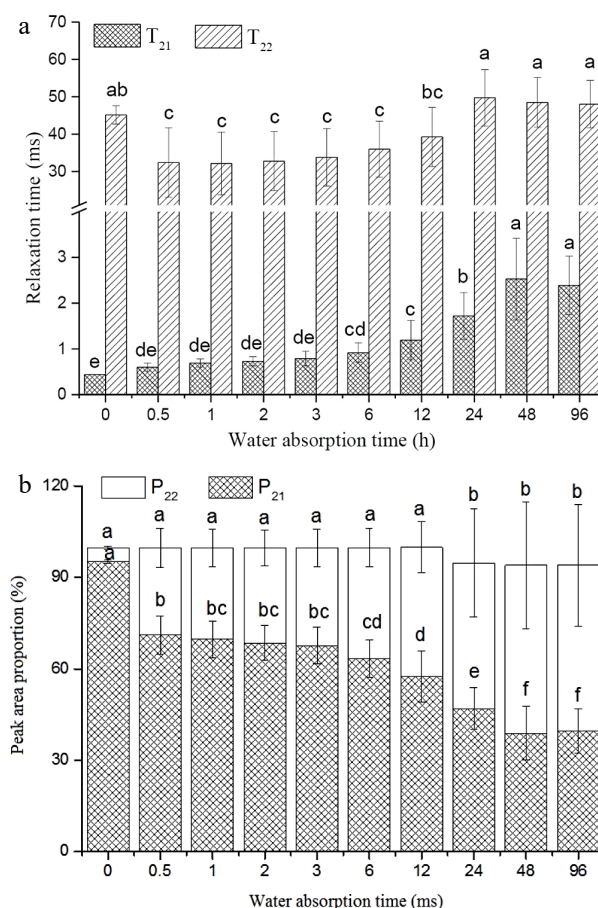 a
T21 T22
70
60
50
40
30
3
2
1
0
Relaxation time (ms)
ab c c c c c bc a a a
e de de de de cd c b a a
0 0.5 1 2 3 6 12 24 48 96
Water absorption time (h)
b
P22 P21
120
90
60
30
0
Peak area proportion (%)
a a a a a a a b b b
a b bc bc bc cd d e f f
0 0.5 1 2 3 6 12 24 48 96
Water absorption time (ms)